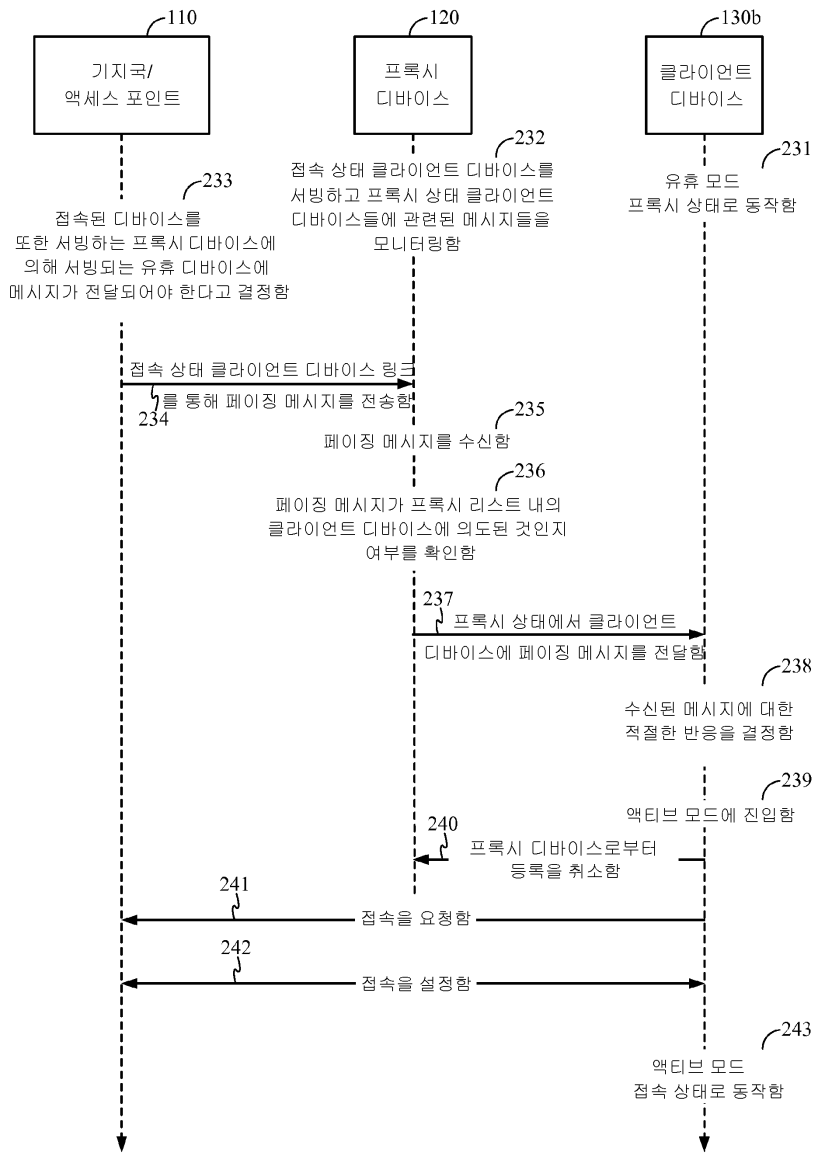 110
120
130b
기지국/
액세스 포인트
프록시
디바이스
클라이언트
디바이스
232
접속 상태 클라이언트 디바이스를
서빙하고 프록시 상태 클라이언트
디바이스들에 관련된 메시지들을
모니터링함
231
유휴 모드
프록시 상태로 동작함
233
접속된 디바이스를
또한 서빙하는 프록시 디바이스에
의해 서빙되는 유휴 디바이스에
메시지가 전달되어야 한다고 결정함
접속 상태 클라이언트 디바이스 링크
234
를 통해 페이징 메시지를 전송함
235
페이징 메시지를 수신함
236
페이징 메시지가 프록시 리스트 내의
클라이언트 디바이스에 의도된 것인지
여부를 확인함
237
프록시 상태에서 클라이언트
디바이스에 페이징 메시지를 전달함
238
수신된 메시지에 대한
적절한 반응을 결정함
239
액티브 모드에 진입함
240
프록시 디바이스로부터
등록을 취소함
241
접속을 요청함
242
접속을 설정함
243
액티브 모드
접속 상태로 동작함